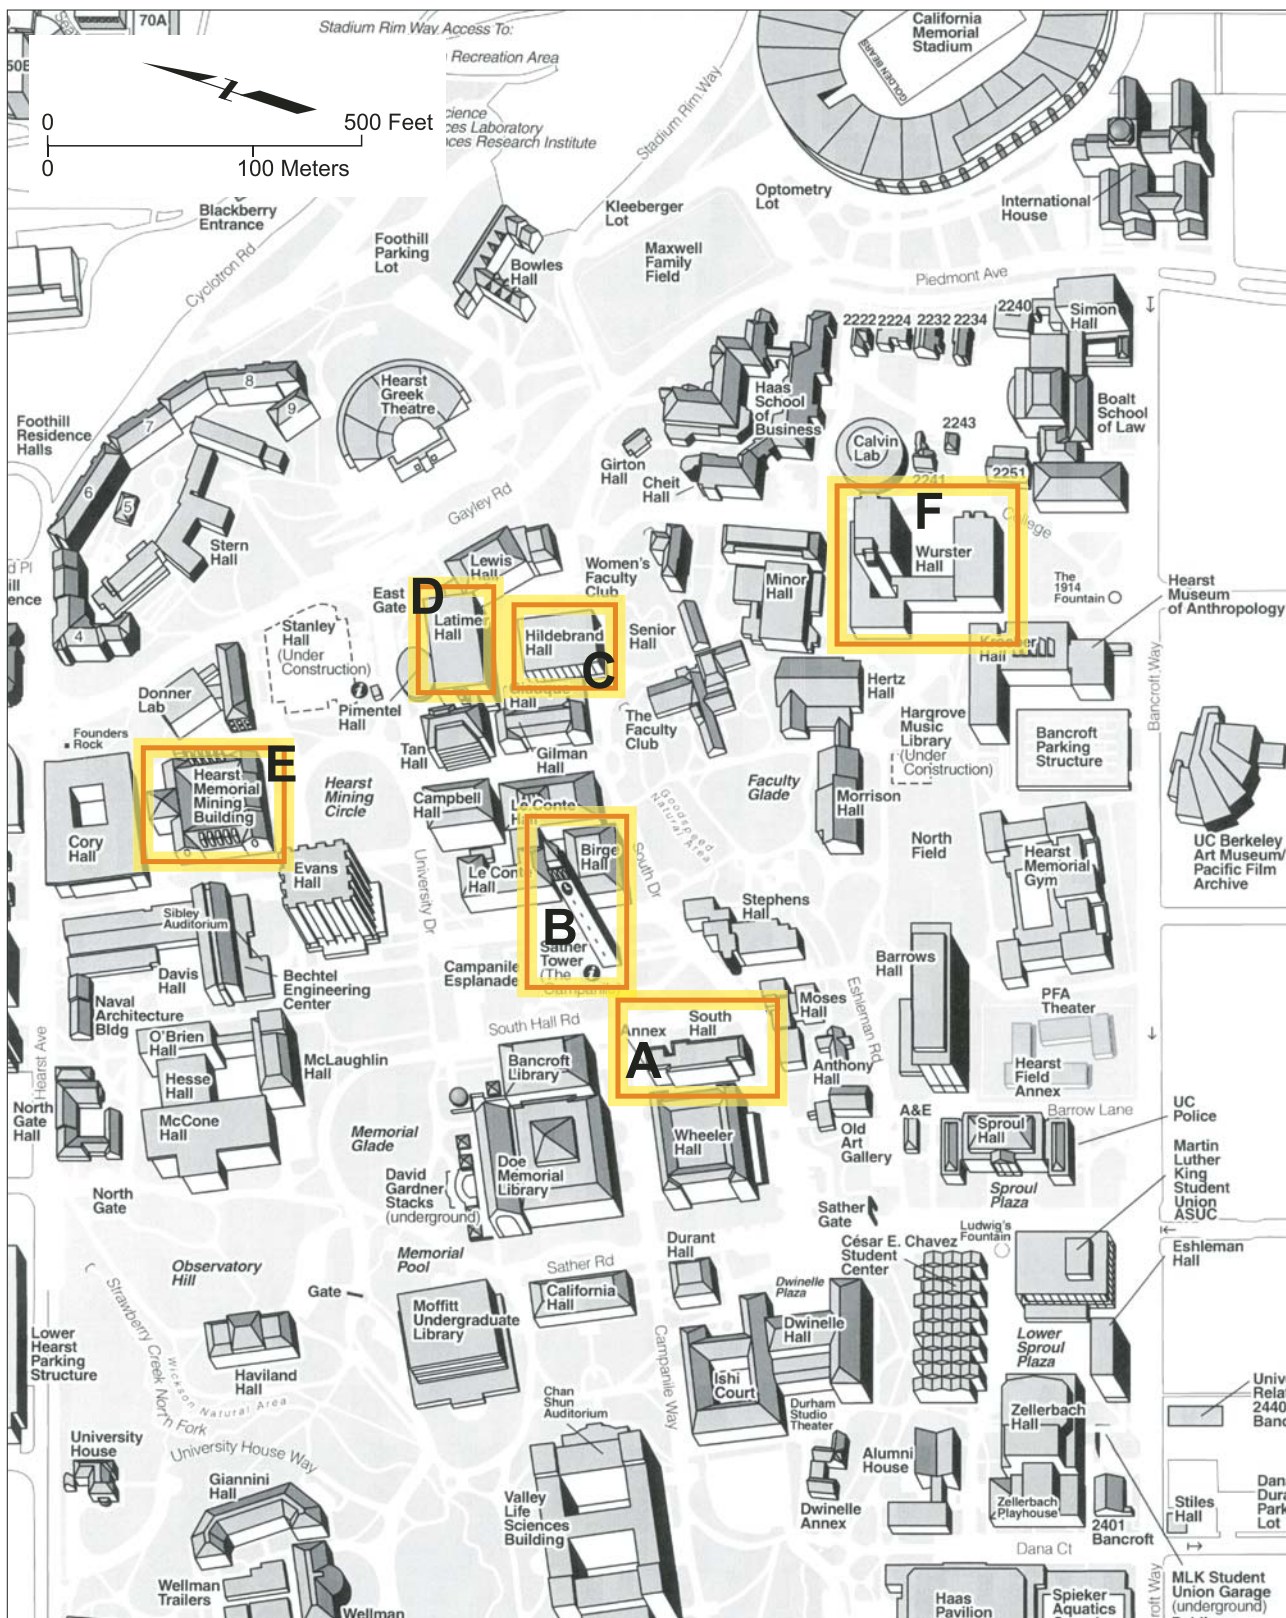 70A
Stadium Rim Way Access To:
Recreation Area
50B
0
500 Feet
0
100 Meters
ces Laboratory
ces Research Institute
California
Memorial
Stadium
GOLDEN BEARS
Stadium Rim Way
Blackberry
Entrance
Cyclotron Rd
Foothill
Parking
Lot
Bowles
Hall
Kleeberger
Lot
Maxwell
Family
Field
Optometry
Lot
International
House
Piedmont Ave
2222
2224
2232
2234
2240
Simon
Hall
Boalt
School
of Law
Haas
School
of
Business
Calvin
Lab
2243
2241
2251
Girton
Hall
Cheit
Hall
Hearst
Greek
Theatre
8
9
7
6
5
4
Foothill
Residence
Halls
Stern
Hall
Gayley Rd
Lewis
Hall
Women's
Faculty
Club
Minor
Hall
F
Wurster
Hall
College
The
1914
Fountain
Hearst
Museum
of Anthropology
Kroeber
Hall
East
Gate
D
Latimer
Hall
Hildebrand
Hall
C
Senior
Hall
Stanley
Hall
(Under
Construction)
Pimentel
Hall
Donner
Lab
Founders
Rock
Giauque
Hall
Tan
Hall
Gilman
Hall
The
Faculty
Club
Hertz
Hall
Hargrove
Music
Library
(Under
Construction)
Bancroft
Parking
Structure
Bancroft Way
E
Hearst
Memorial
Mining
Building
Hearst
Mining
Circle
Cory
Hall
Evans
Hall
Campbell
Hall
Le Conte
Hall
Goodspeed
Natural Area
Faculty
Glade
Morrison
Hall
North
Field
Hearst
Memorial
Gym
UC Berkeley
Art Museum/
Pacific Film
Archive
Le Conte
Hall
Birge
Hall
South Dr
University Dr
B
Sather
Tower
(The
Campanile)
Campanile
Esplanade
Stephens
Hall
Barrows
Hall
Sibley
Auditorium
Davis
Hall
Bechtel
Engineering
Center
Naval
Architecture
Bldg
O'Brien
Hall
Hesse
Hall
McLaughlin
Hall
McCone
Hall
Hearst Ave
North
Gate
Hall
North
Gate
South Hall Rd
Bancroft
Library
A
Annex
South
Hall
Moses
Hall
Eshleman Rd
Anthony
Hall
PFA
Theater
Hearst
Field
Annex
Barrow Lane
UC
Police
Martin
Luther
King
Student
Union
ASUC
Eshleman
Hall
Memorial
Glade
Doe
Memorial
Library
Wheeler
Hall
Old
Art
Gallery
A&E
Sproul
Hall
Sproul
Plaza
David
Gardner
Stacks
(underground)
Sather
Gate
Ludwig's
Fountain
César E. Chavez
Student
Center
Durant
Hall
Memorial
Pool
Sather Rd
California
Hall
Dwinelle
Plaza
Dwinelle
Hall
Lower
Sproul
Plaza
Observatory
Hill
Gate
Moffitt
Undergraduate
Library
Strawberry Creek North Fork
Wickson Natural Area
Haviland
Hall
Lower
Hearst
Parking
Structure
Campanile Way
Ishi
Court
Durham
Studio
Theater
Zellerbach
Hall
2440
Chan
Shun
Auditorium
University
House
University House Way
Giannini
Hall
Valley
Life
Sciences
Building
Alumni
House
Dwinelle
Annex
Zellerbach
Playhouse
2401
Bancroft
Stiles
Hall
Lot
Dana Ct
Wellman
Trailers
Wellman
Haas
Pavilion
Spieker
Aquatics
MLK Student
Union Garage
(underground)